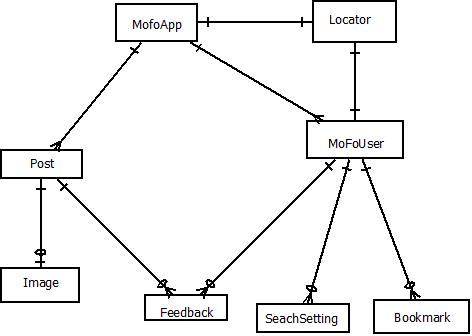 MofoApp
Locator
MoFoUser
Post
Image
Feedback
SeachSetting
Bookmark